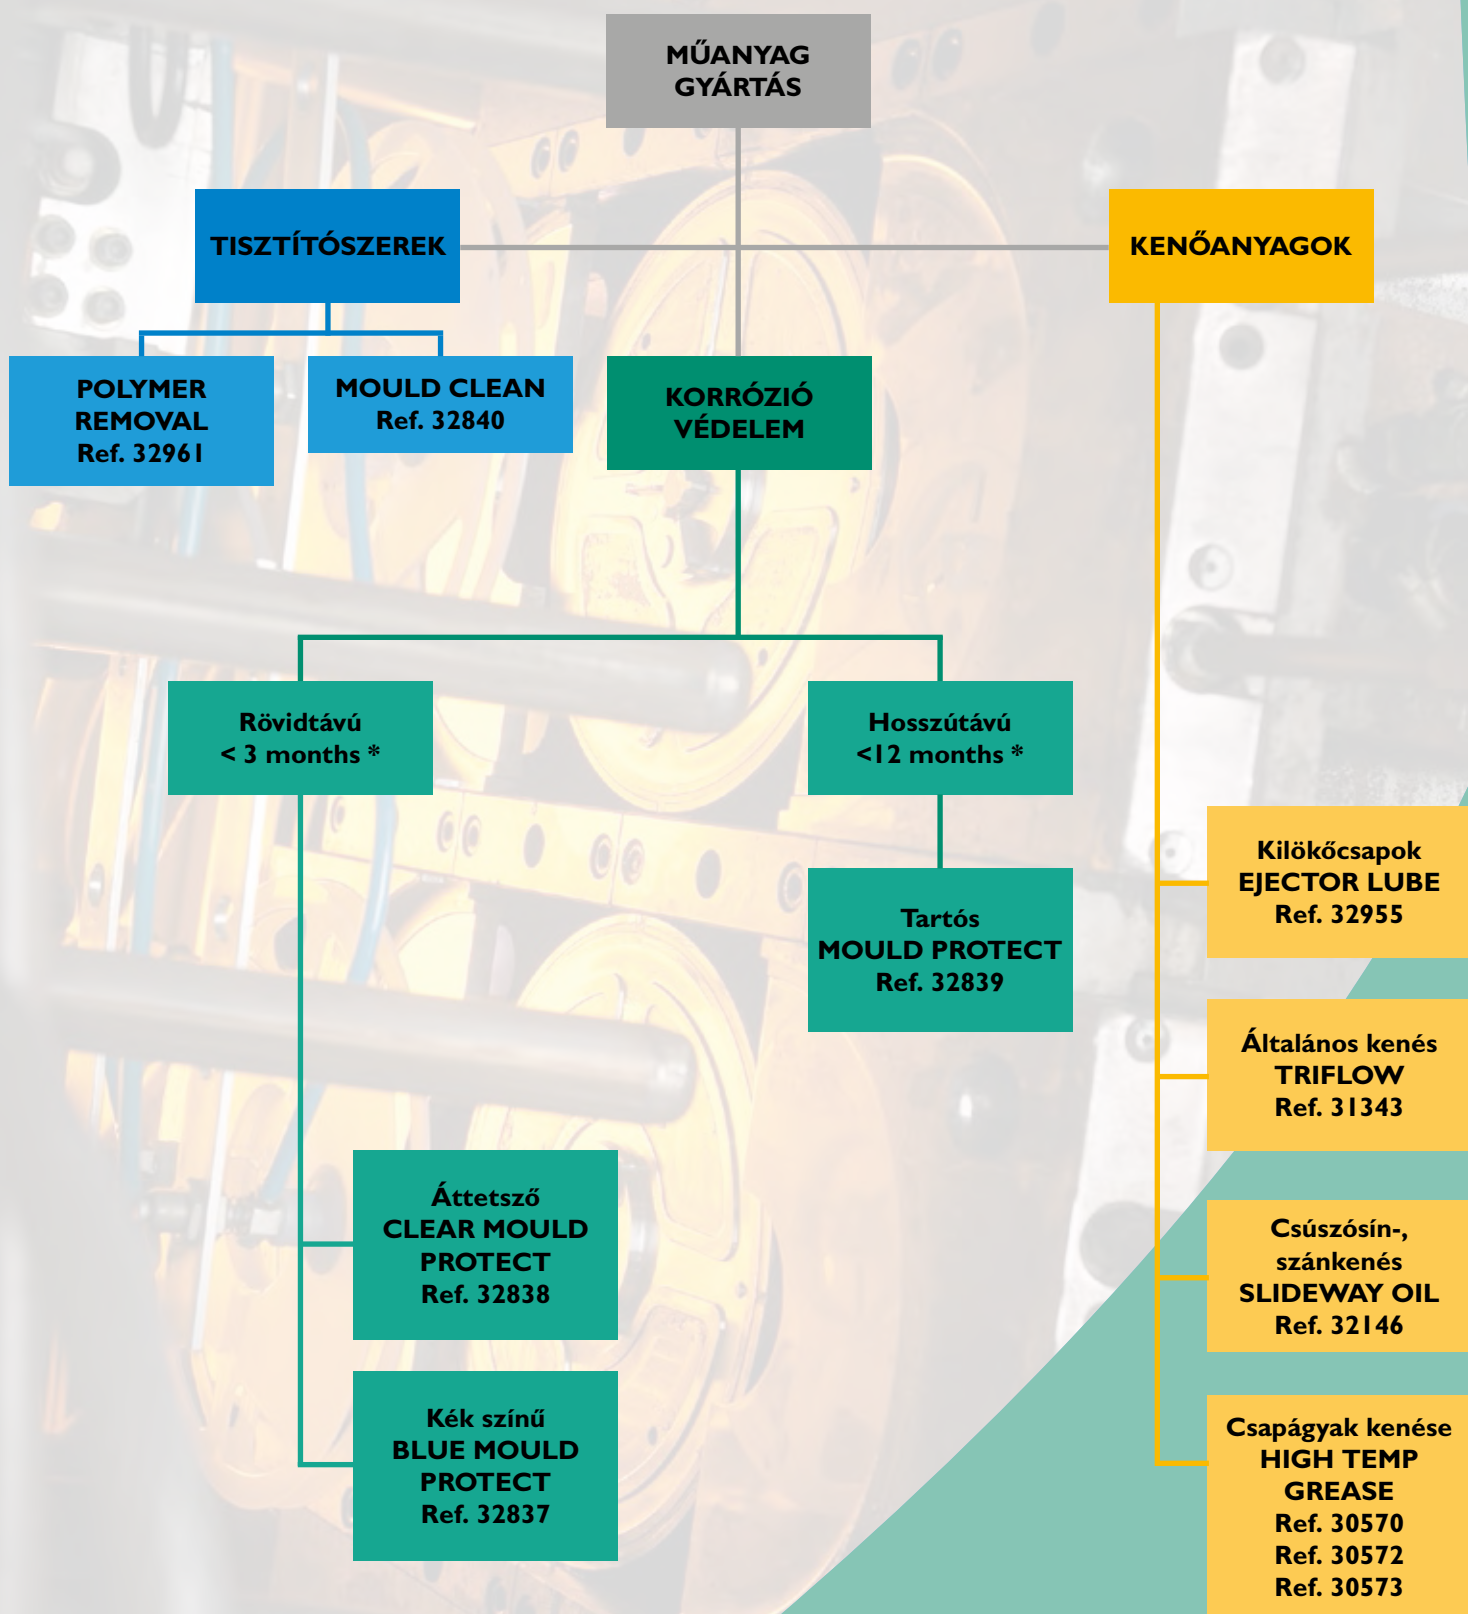 MŰANYAG
GYÁRTÁS
TISZTÍTÓSZEREK
KENŐANYAGOK
POLYMER
REMOVAL
Ref. 32961
MOULD CLEAN
Ref. 32840
KORRÓZIÓ
VÉDELEM
Rövidtávú
< 3 months *
Hosszútávú
<12 months *
Tartós
MOULD PROTECT
Ref. 32839
Áttetsző
CLEAR MOULD
PROTECT
Ref. 32838
Kék színű
BLUE MOULD
PROTECT
Ref. 32837
Kilökőcsapok
EJECTOR LUBE
Ref. 32955
Általános kenés
TRIFLOW
Ref. 31343
Csúszósín-,
szánkenés
SLIDEWAY OIL
Ref. 32146
Csapágyak kenése
HIGH TEMP
GREASE
Ref. 30570
Ref. 30572
Ref. 30573